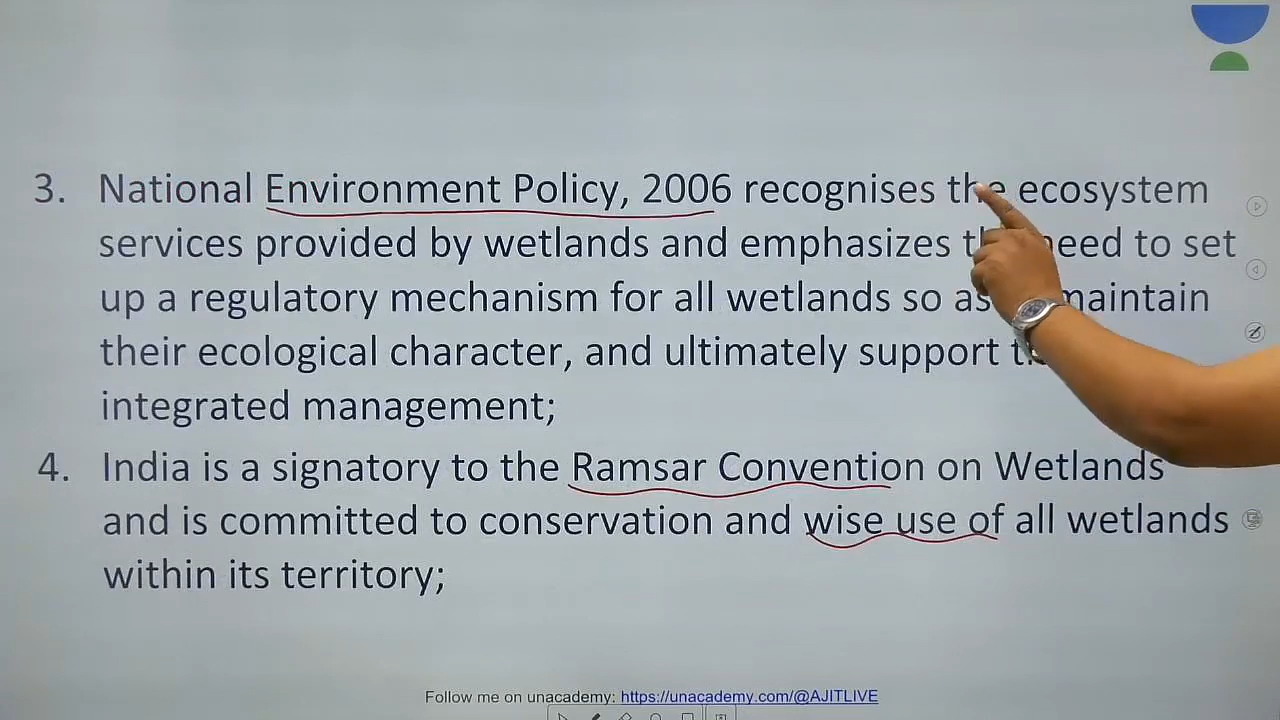 3. National Environment Policy, 2006 recognises the ecosystem
services provided by wetlands and emphasizes need to set
up a regulatory mechanism for all wetlands so as maintain
their ecological character, and ultimately support
integrated management;
4. India is a signatory to the Ramsar Convention on Wetlands
and is committed to conservation and wise use of all wetlands
within its territory;
Follow me on unacademy: https://unacademy.com/@AJITLIVE